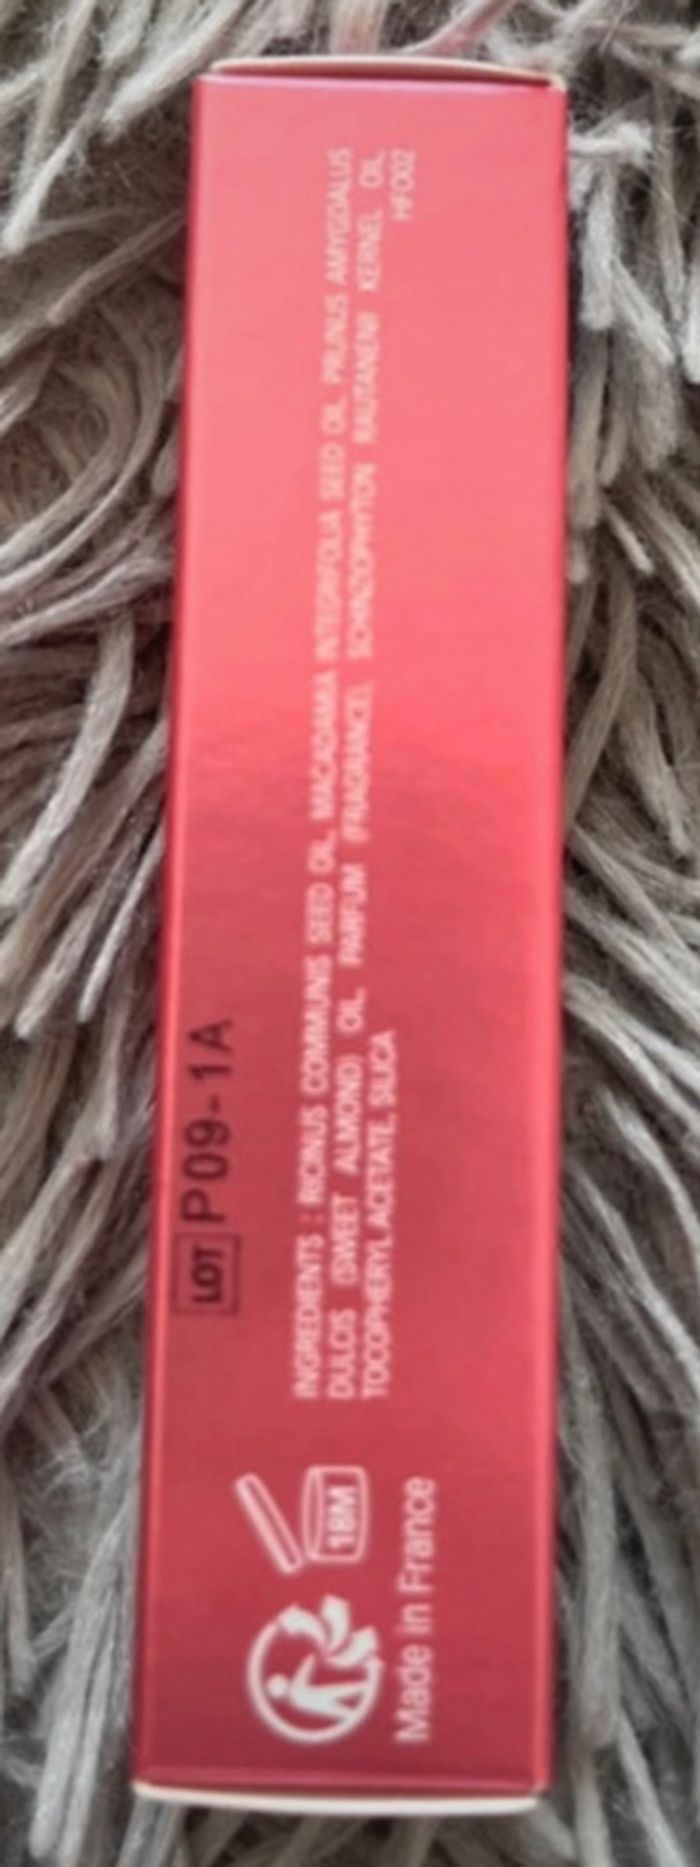 LOT P09-1A
INGREDIENTS : RICINUS COMMUNIS SEED OIL, MACADAMIA INTEGRIFOLIA SEED OIL, PRUNUS AMYGDALUS
DULCIS (SWEET ALMOND) OIL, PARFUM (FRAGRANCE), SCHINZIOPHYTON RAUTANENII KERNEL OIL,
TOCOPHERYL ACETATE, SILICA
HFO02
18M
Made in France